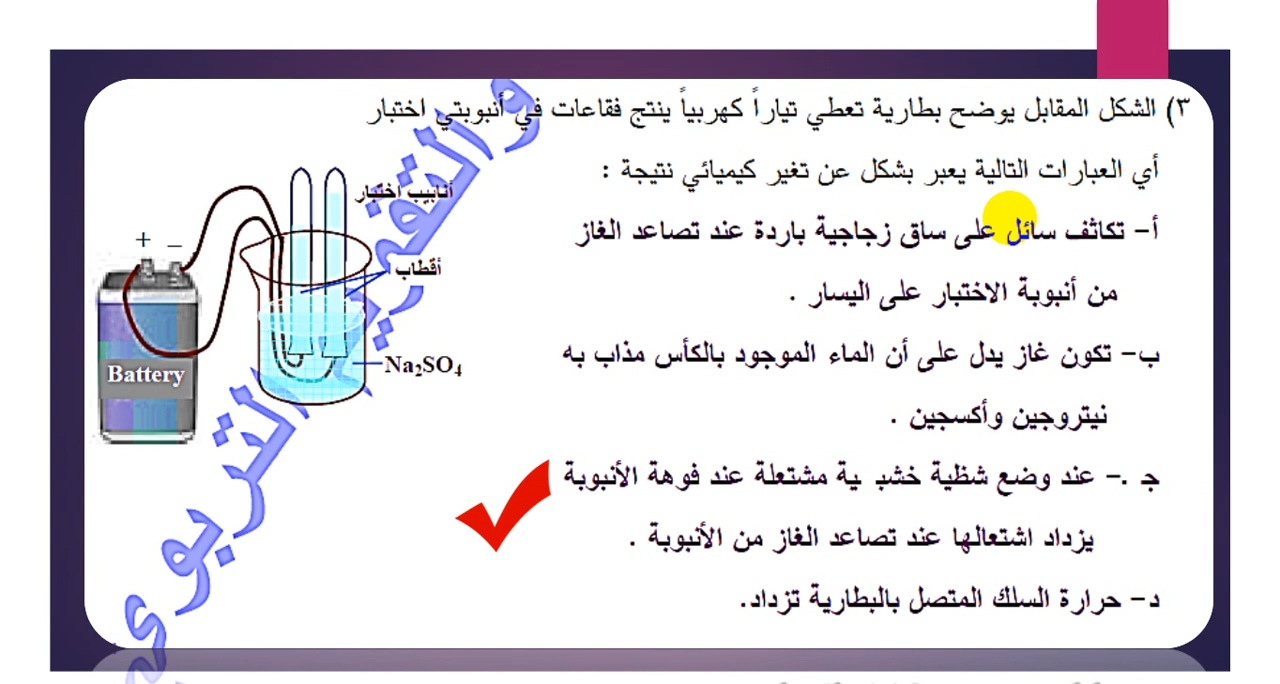 ٣) الشكل المقابل يوضح بطارية تعطي تياراً كهربياً ينتج فقاعات في أنبوبتي اختبار
أي العبارات التالية يعبر بشكل عن تغير كيميائي نتيجة :
أ- تكاثف سائل على ساق زجاجية باردة عند تصاعد الغاز
من أنبوبة الاختبار على اليسار .
ب- تكون غاز يدل على أن الماء الموجود بالكأس مذاب به
نيتروجين وأكسجين .
ج .- عند وضع شظية خشبـ ية مشتعلة عند فوهة الأنبوبة
يزداد اشتعالها عند تصاعد الغاز من الأنبوبة .
د- حرارة السلك المتصل بالبطارية تزداد.
أنابيب اختبار
أقطاب
+ −
Battery
Na₂SO₄